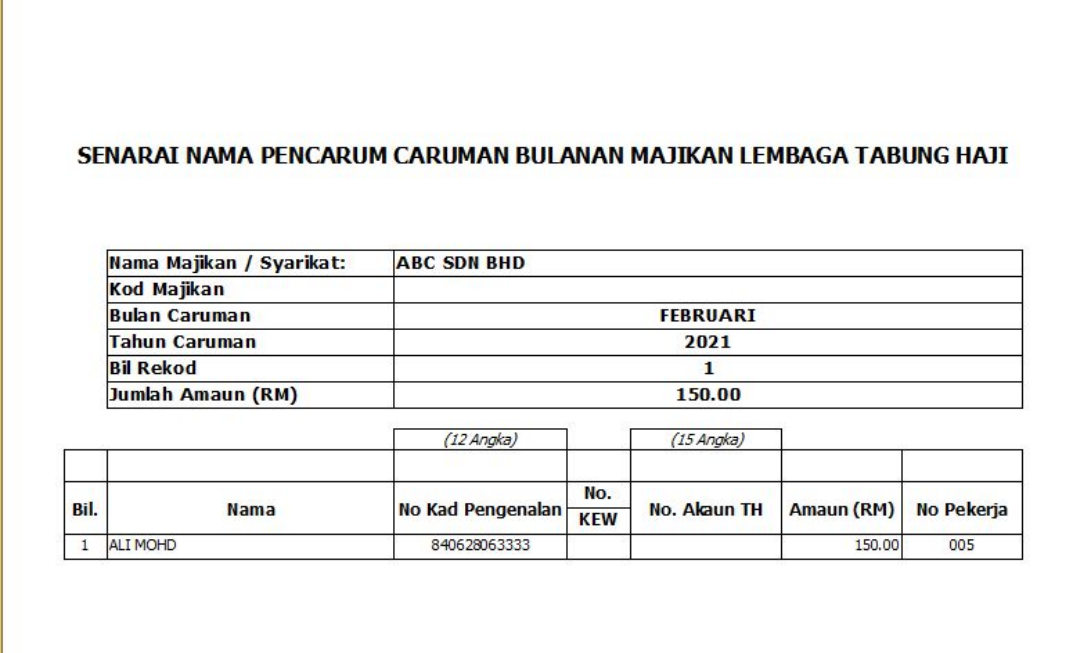 SENARAI NAMA PENCARUM CARUMAN BULANAN MAJIKAN LEMBAGA TABUNG HAJI
Nama Majikan / Syarikat: ABC SDN BHD
Kod Majikan
Bulan Caruman FEBRUARI
Tahun Caruman 2021
Bil Rekod 1
Jumlah Amaun (RM) 150.00
(12 Angka) (15 Angka)
Bil. Nama No Kad Pengenalan No. KEW No. Akaun TH Amaun (RM) No Pekerja
1 ALI MOHD 840628063333 150.00 005